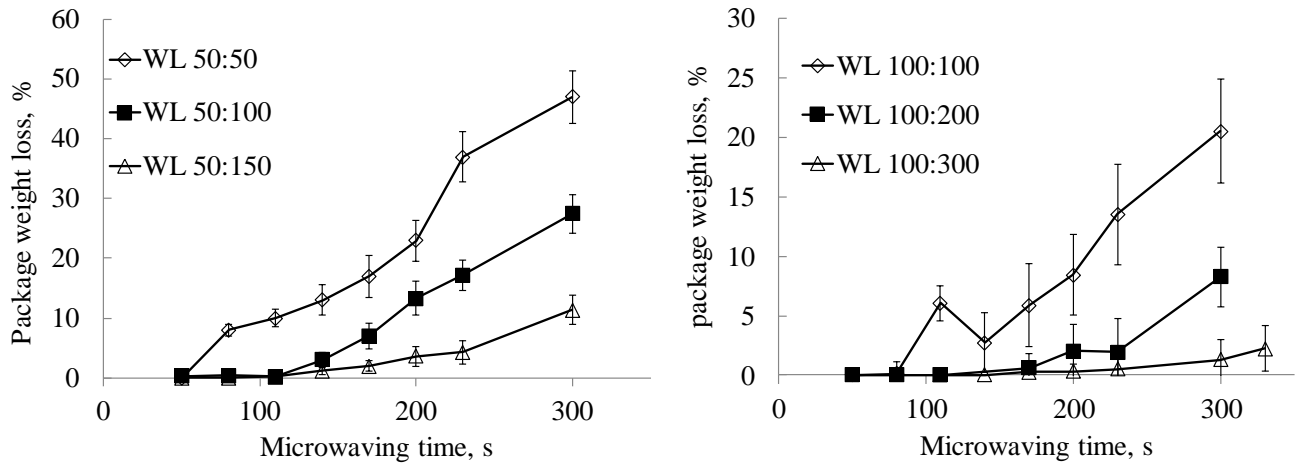 Package weight loss, %
60
50
40
30
20
10
0
WL 50:50
WL 50:100
WL 50:150
0 100 200 300
Microwaving time, s
package weight loss, %
30
25
20
15
10
5
0
WL 100:100
WL 100:200
WL 100:300
0 100 200 300
Microwaving time, s